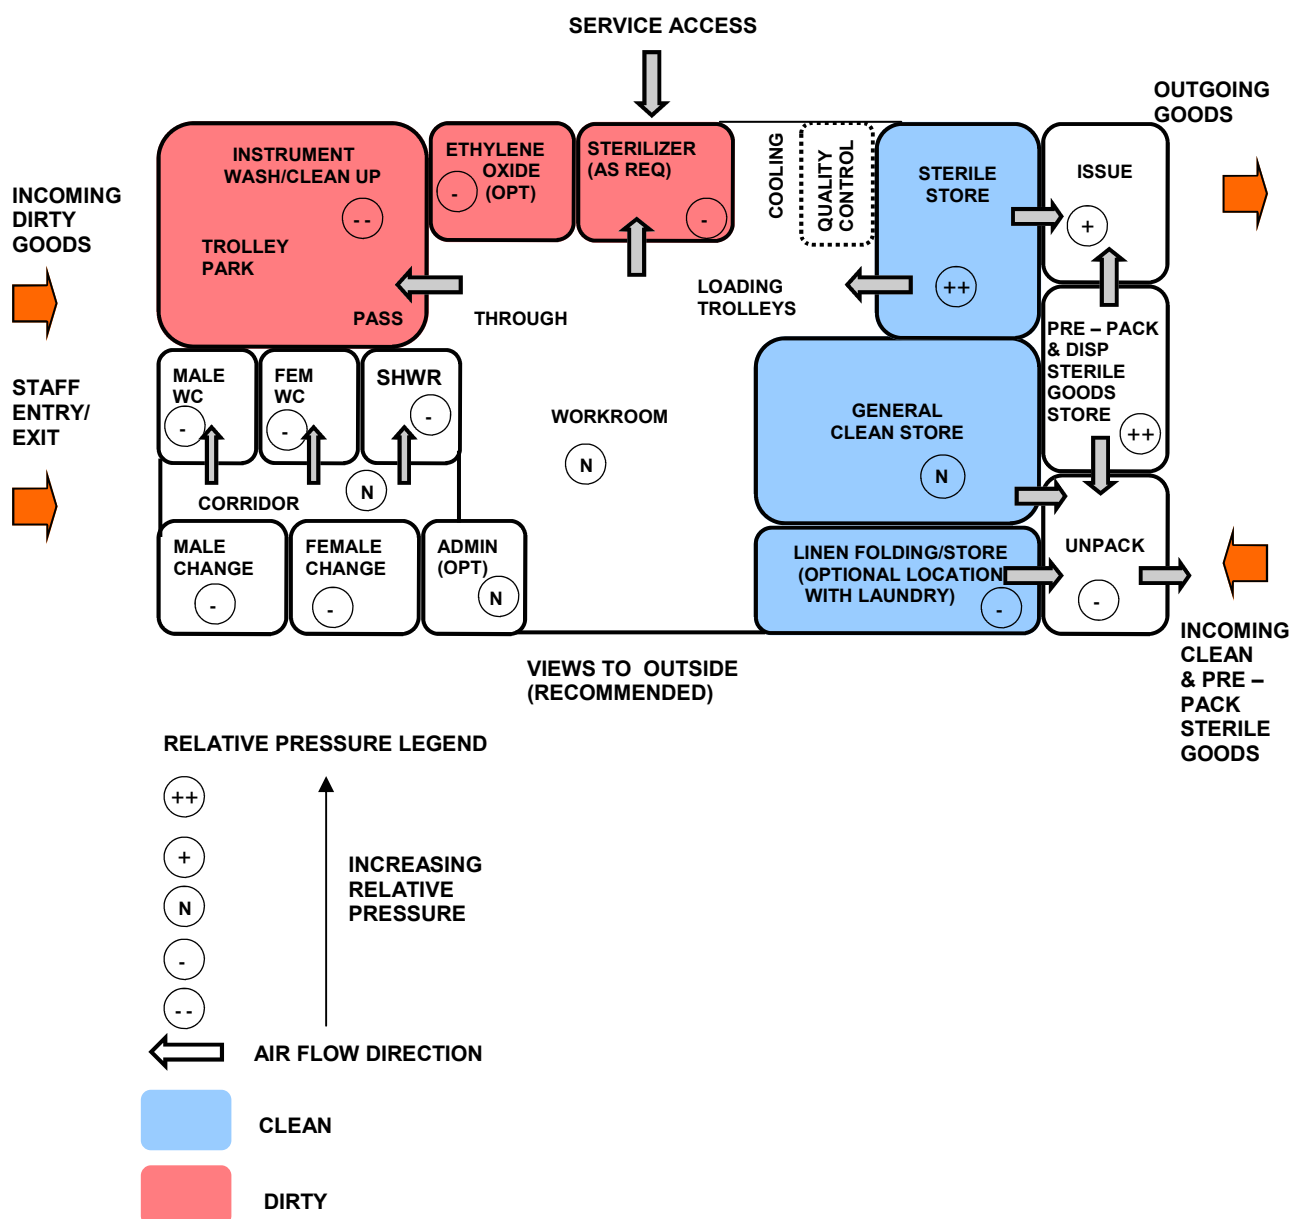 SERVICE ACCESS
OUTGOING
GOODS
INCOMING
DIRTY
GOODS
INSTRUMENT
WASH/CLEAN UP
--
TROLLEY
PARK
PASS
THROUGH
ETHYLENE
OXIDE
(OPT)
-
STERILIZER
(AS REQ)
-
COOLING
QUALITY
CONTROL
LOADING
TROLLEYS
STERILE
STORE
++
ISSUE
+
PRE – PACK
& DISP
STERILE
GOODS
STORE
++
STAFF
ENTRY/
EXIT
MALE
WC
-
FEM
WC
-
SHWR
-
CORRIDOR
N
WORKROOM
N
GENERAL
CLEAN STORE
N
MALE
CHANGE
-
FEMALE
CHANGE
-
ADMIN
(OPT)
N
LINEN FOLDING/STORE
(OPTIONAL LOCATION
WITH LAUNDRY)
-
UNPACK
-
INCOMING
CLEAN
& PRE –
PACK
STERILE
GOODS
VIEWS TO OUTSIDE
(RECOMMENDED)
RELATIVE PRESSURE LEGEND
++
+
N
-
--
INCREASING
RELATIVE
PRESSURE
AIR FLOW DIRECTION
CLEAN
DIRTY